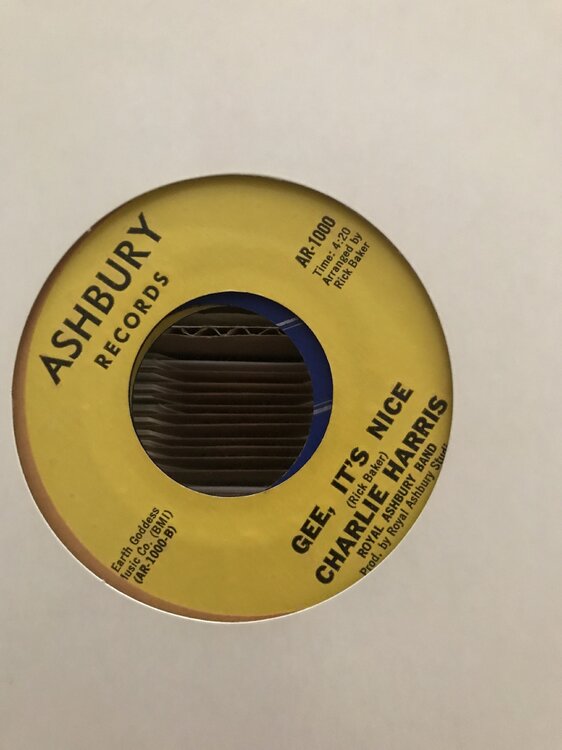 ASHBURY
RECORDS
AR-1000
Time: 4:20
Arranged by
Rick Baker
GEE, IT'S NICE
(Rick Baker)
CHARLIE HARRIS
ROYAL ASHBURY BAND
Prod. by Royal Ashbury
Earth Goddess
Music Co. (BMI)
(AR-1000-B)